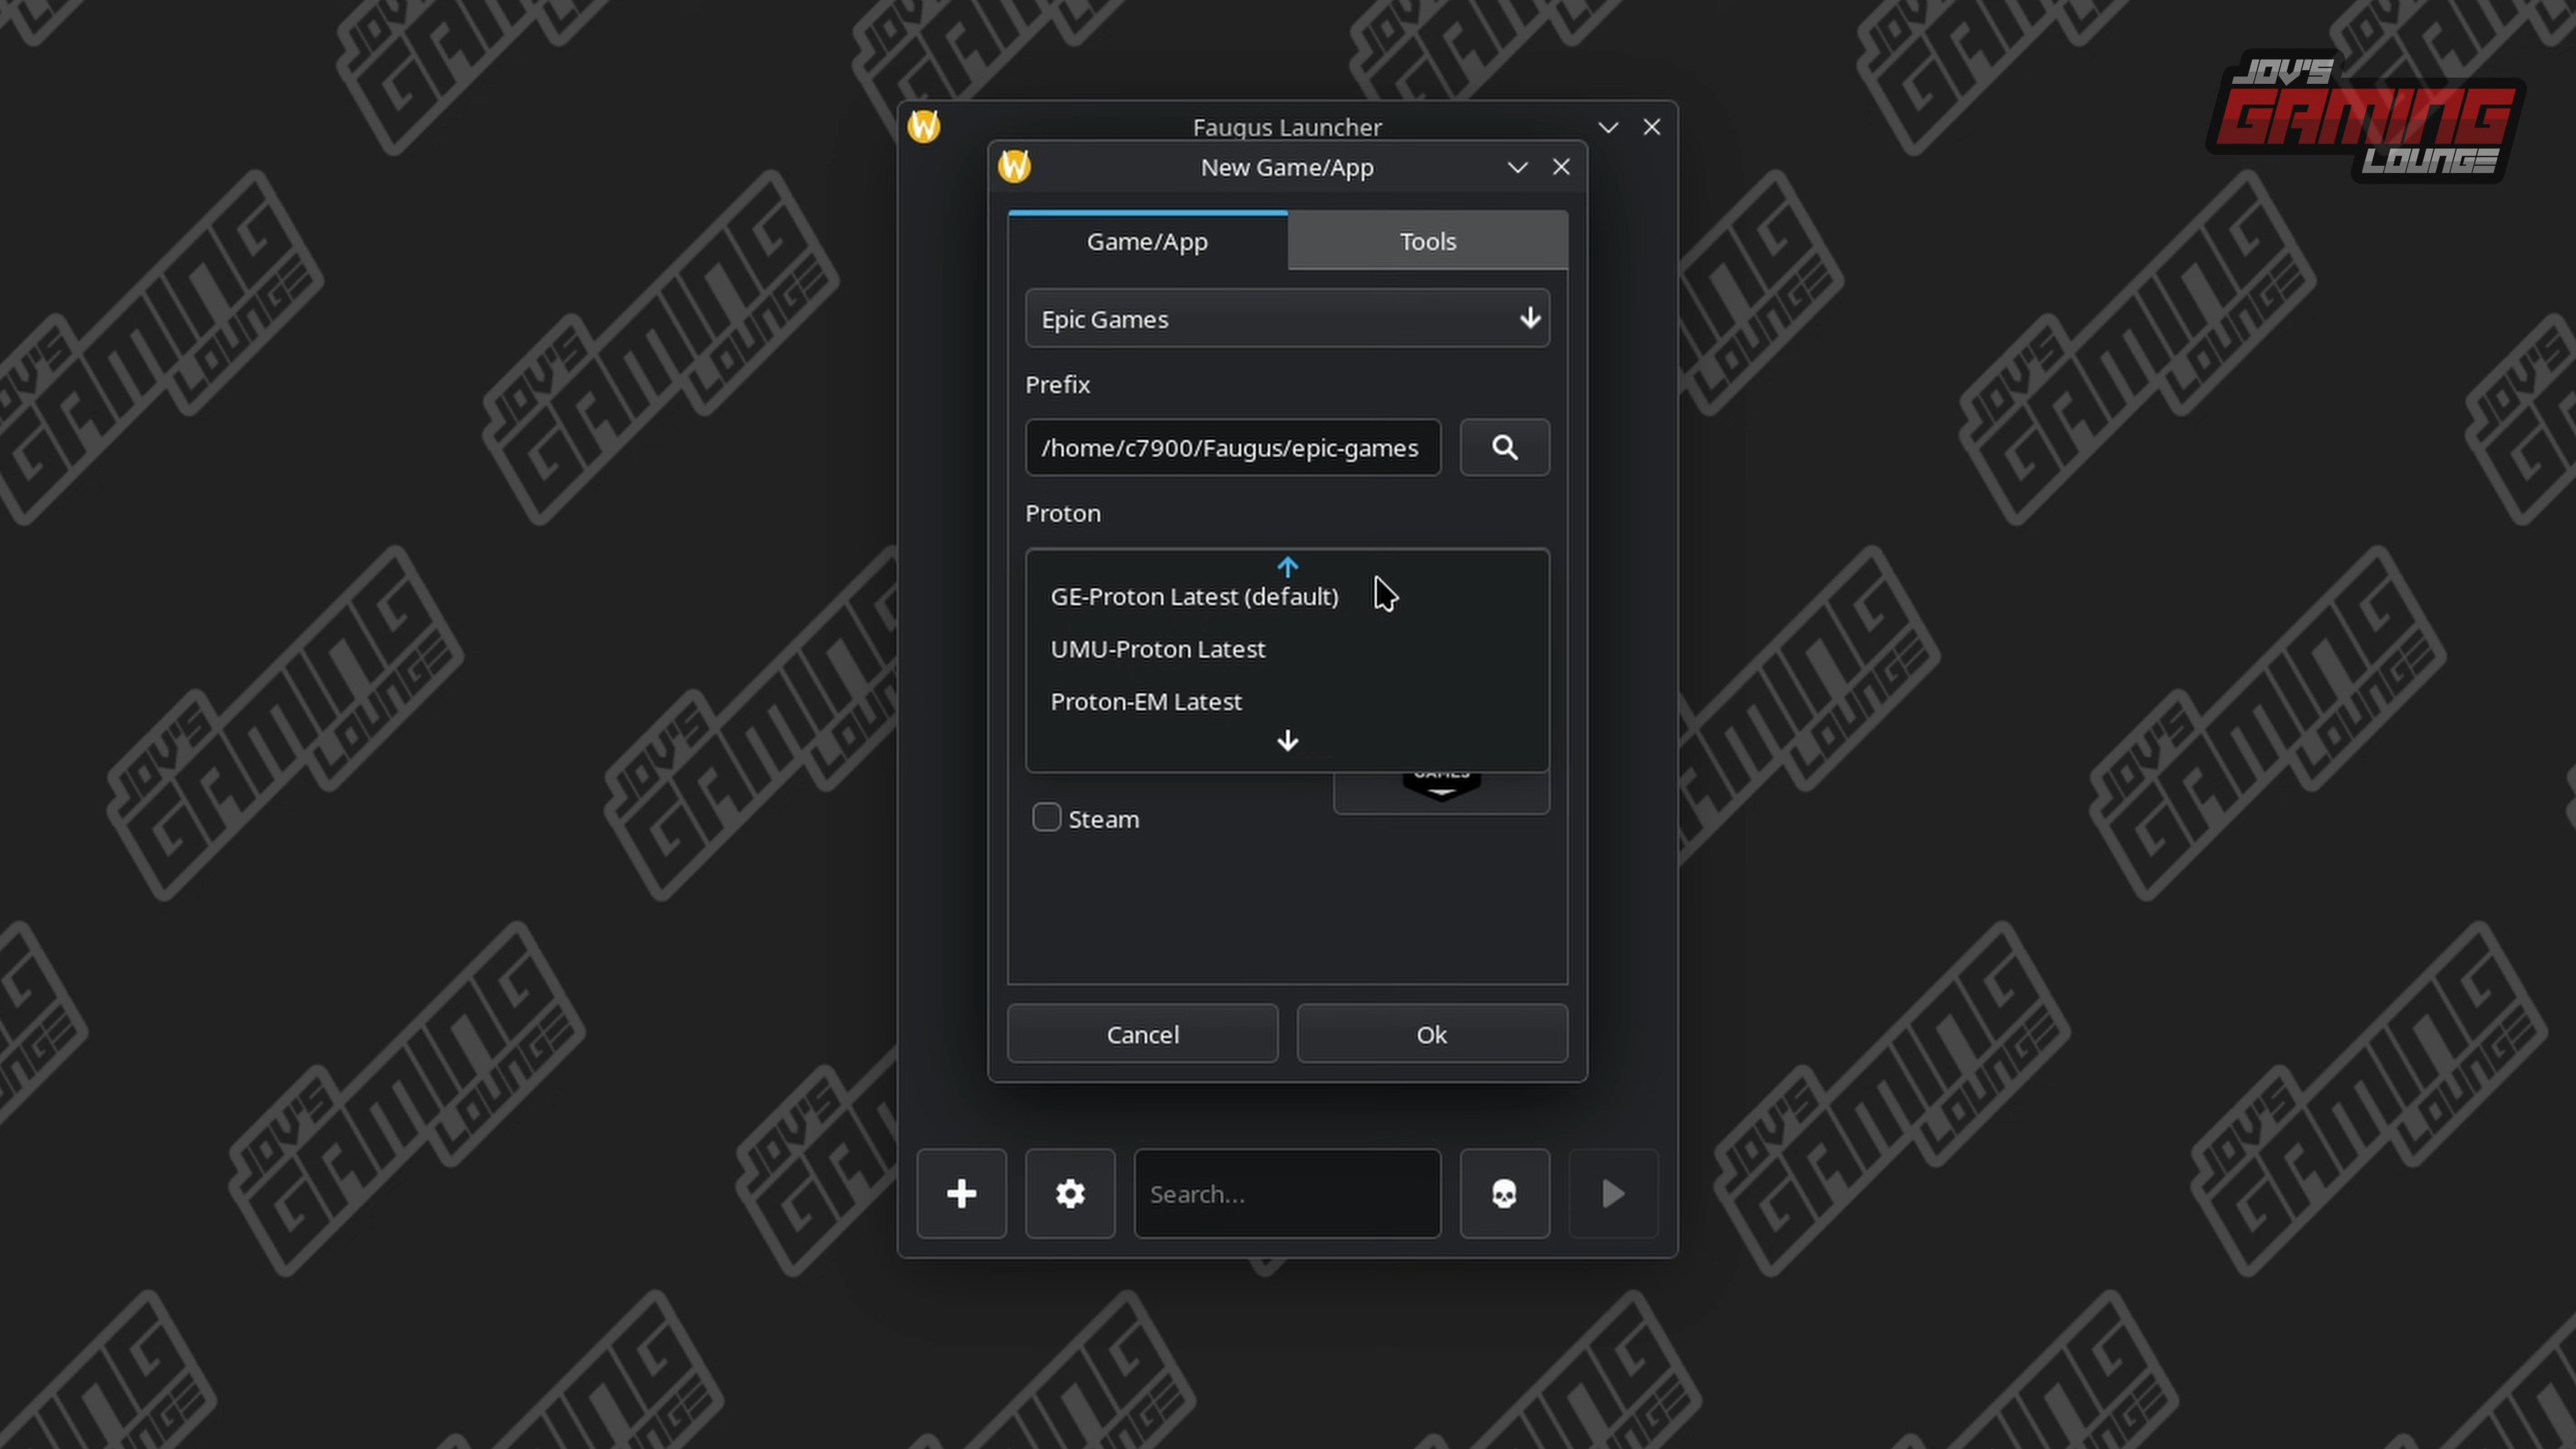 JOV'S
GAMING
LOUNGE
Faugus Launcher
New Game/App
Game/App
Tools
Epic Games
Prefix
/home/c7900/Faugus/epic-games
Proton
GE-Proton Latest (default)
UMU-Proton Latest
Proton-EM Latest
GAMES
Steam
Cancel
Ok
Search...